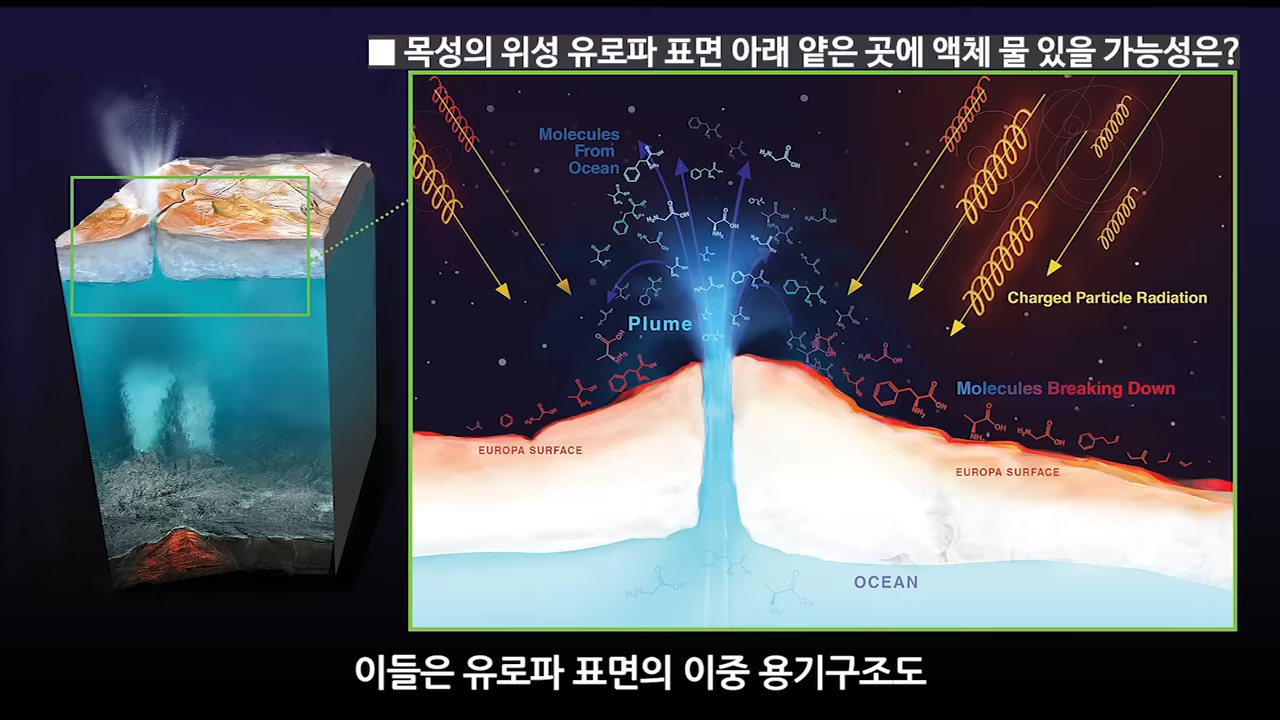 ■ 목성의 위성 유로파 표면 아래 얕은 곳에 액체 물 있을 가능성은?
Molecules
From
Ocean
Plume
Charged Particle Radiation
Molecules Breaking Down
EUROPA SURFACE
EUROPA SURFACE
OCEAN
이들은 유로파 표면의 이중 융기구조도